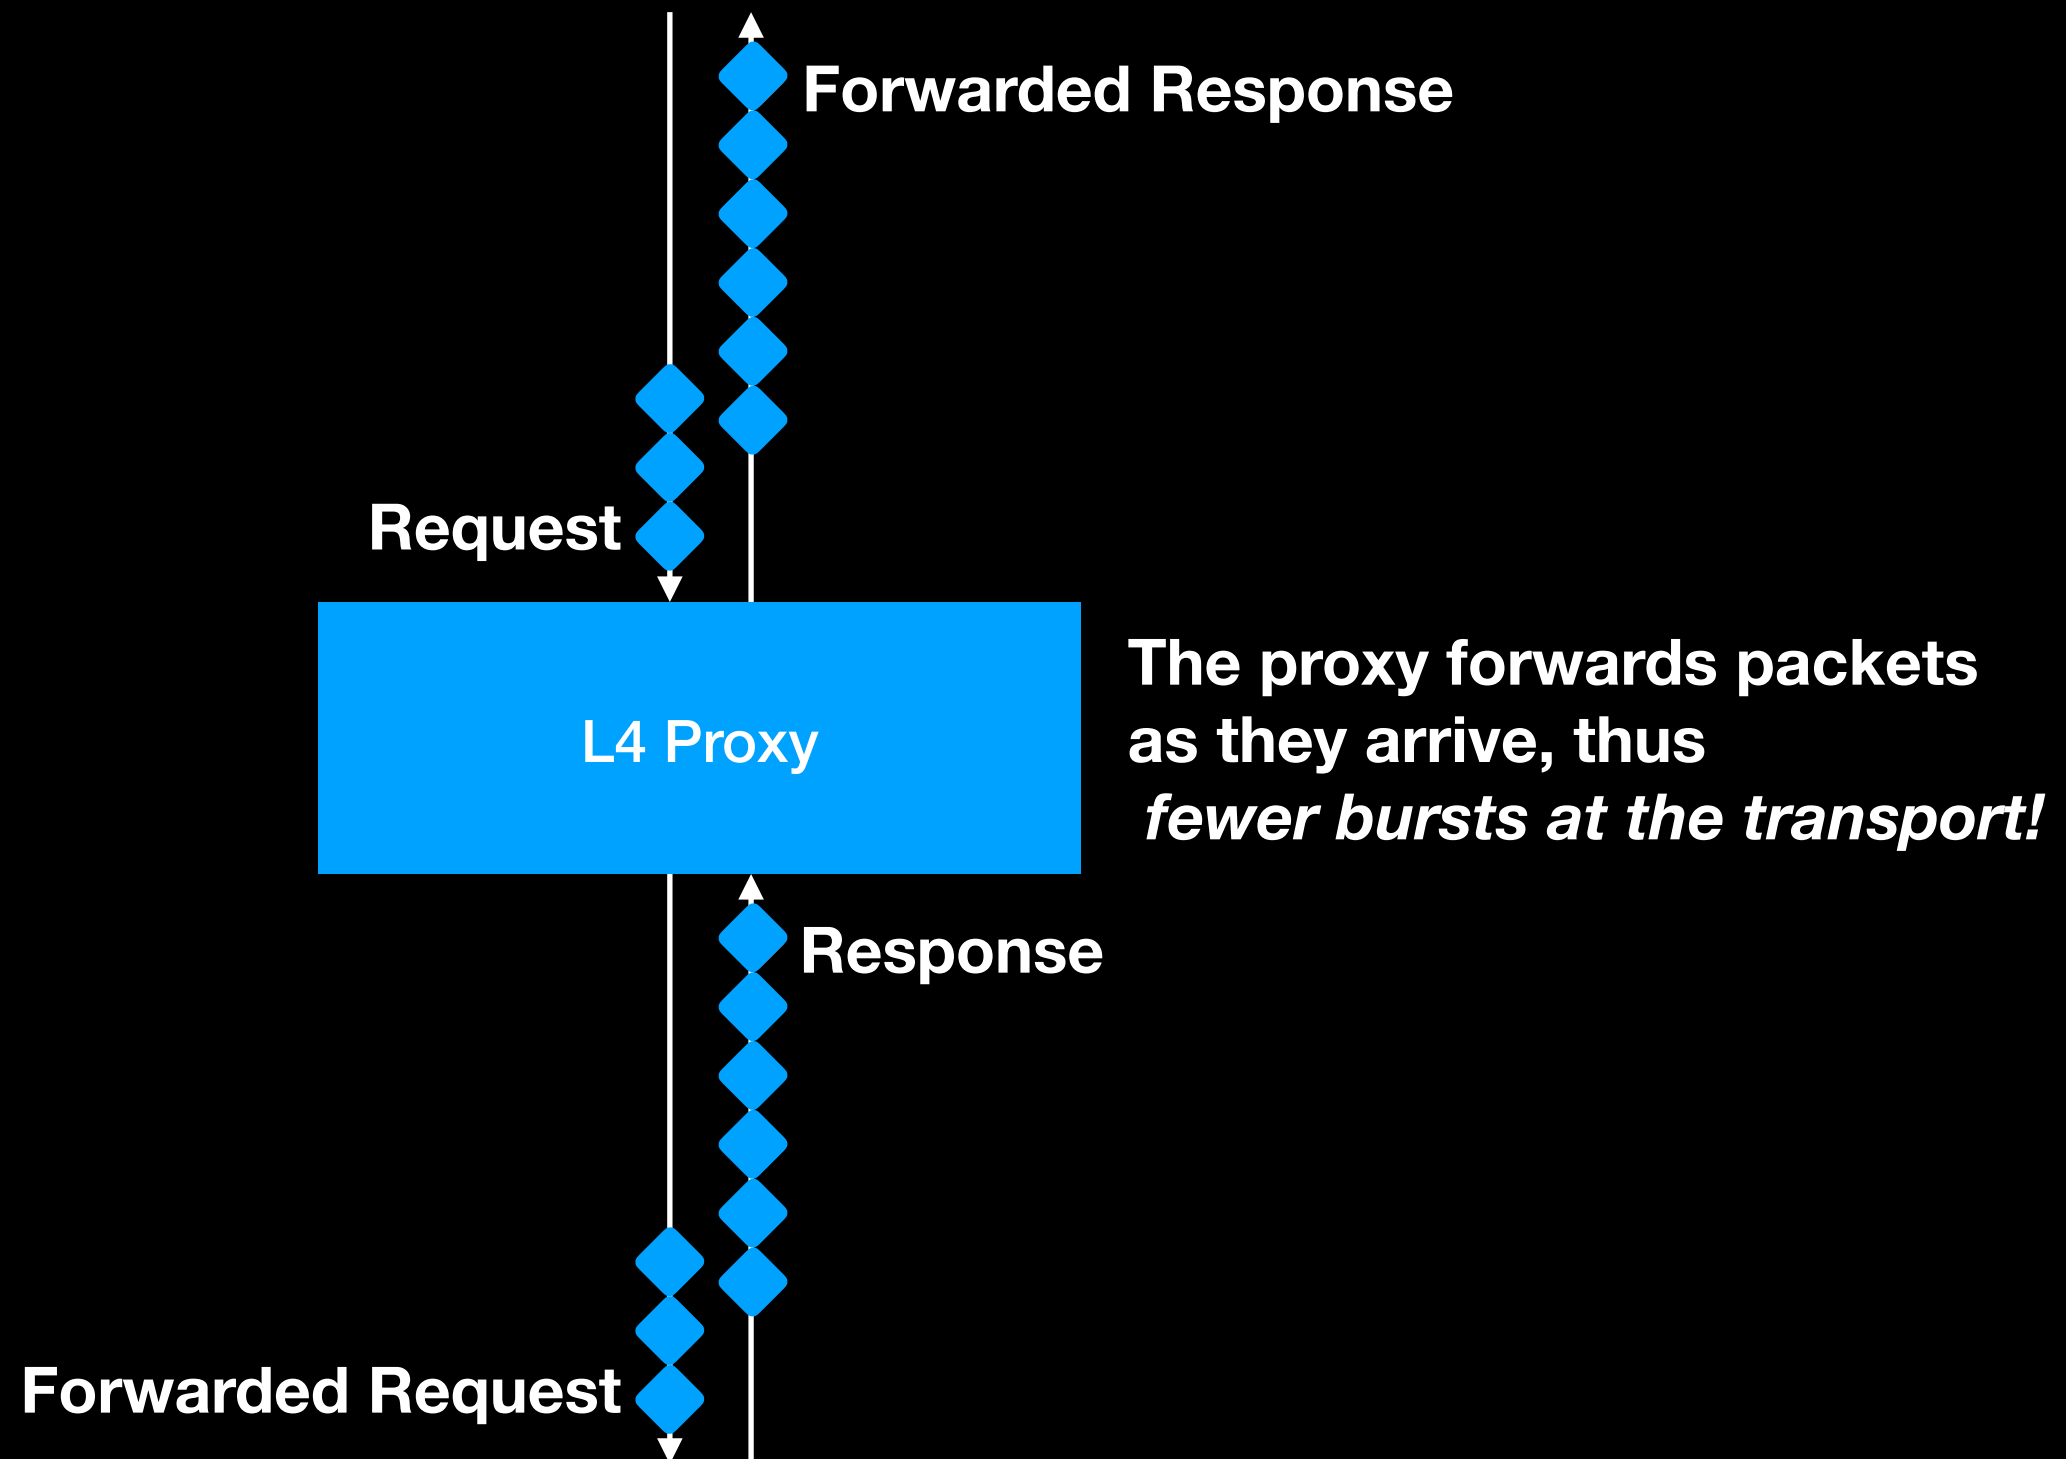 Forwarded Response
Request
L4 Proxy
The proxy forwards packets
as they arrive, thus
fewer bursts at the transport!
Response
Forwarded Request